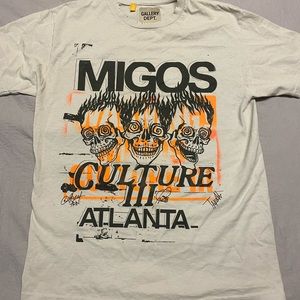 GALLERY
DEPT.
MIGOS
CULTURE
III
ATLANTA